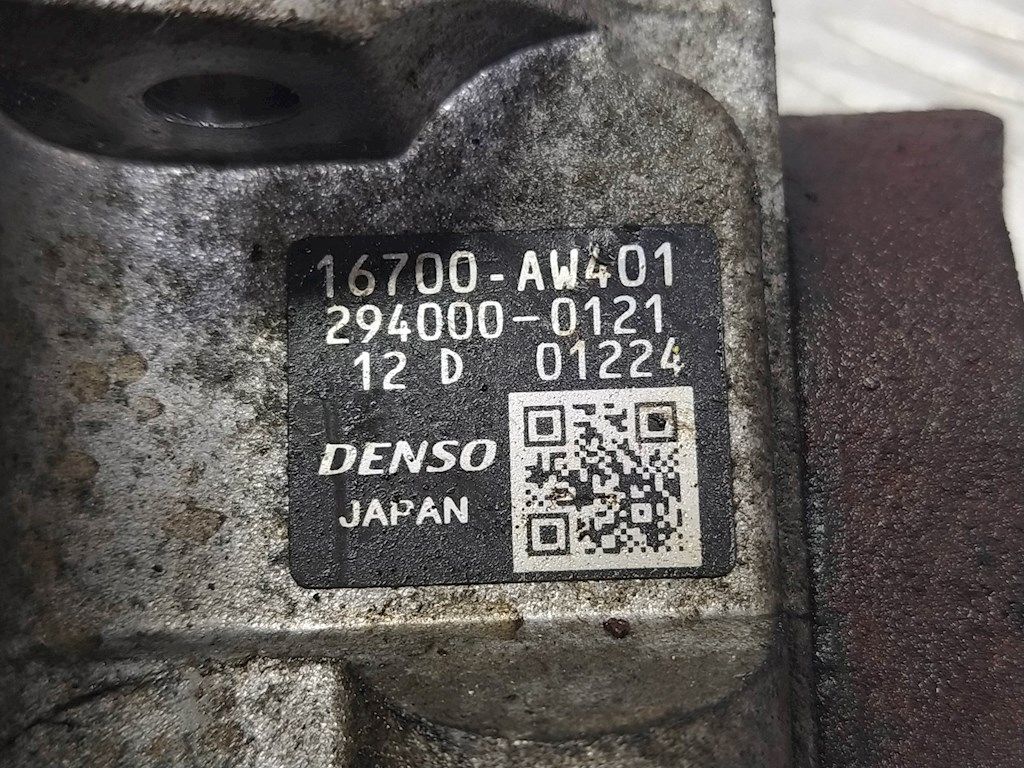 16700-AW401
294000-0121
12 D 01224
DENSO
JAPAN